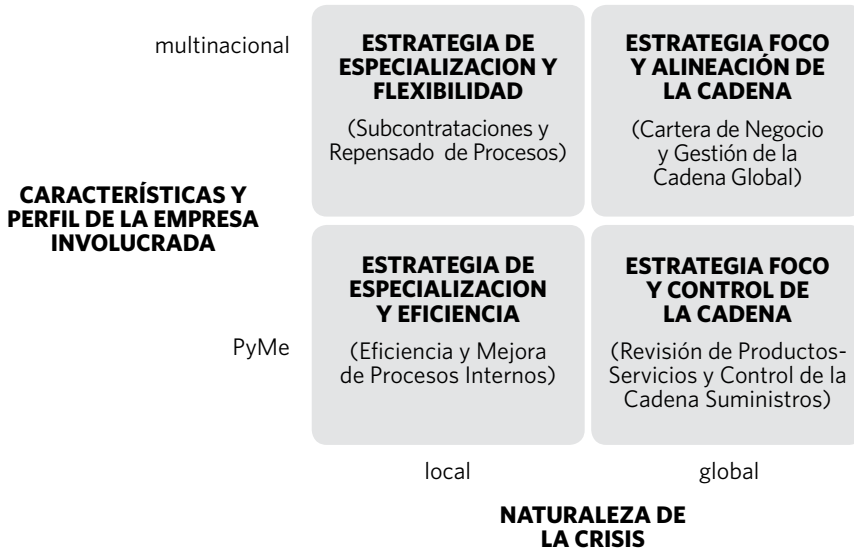 multinacional
ESTRATEGIA DE
ESPECIALIZACION Y
FLEXIBILIDAD
(Subcontrataciones y
Repensado de Procesos)
ESTRATEGIA FOCO
Y ALINEACIÓN DE
LA CADENA
(Cartera de Negocio
y Gestión de la
Cadena Global)
CARACTERÍSTICAS Y
PERFIL DE LA EMPRESA
INVOLUCRADA
PyMe
ESTRATEGIA DE
ESPECIALIZACION
Y EFICIENCIA
(Eficiencia y Mejora
de Procesos Internos)
ESTRATEGIA FOCO
Y CONTROL DE
LA CADENA
(Revisión de Productos-
Servicios y Control de la
Cadena Suministros)
local
global
NATURALEZA DE
LA CRISIS